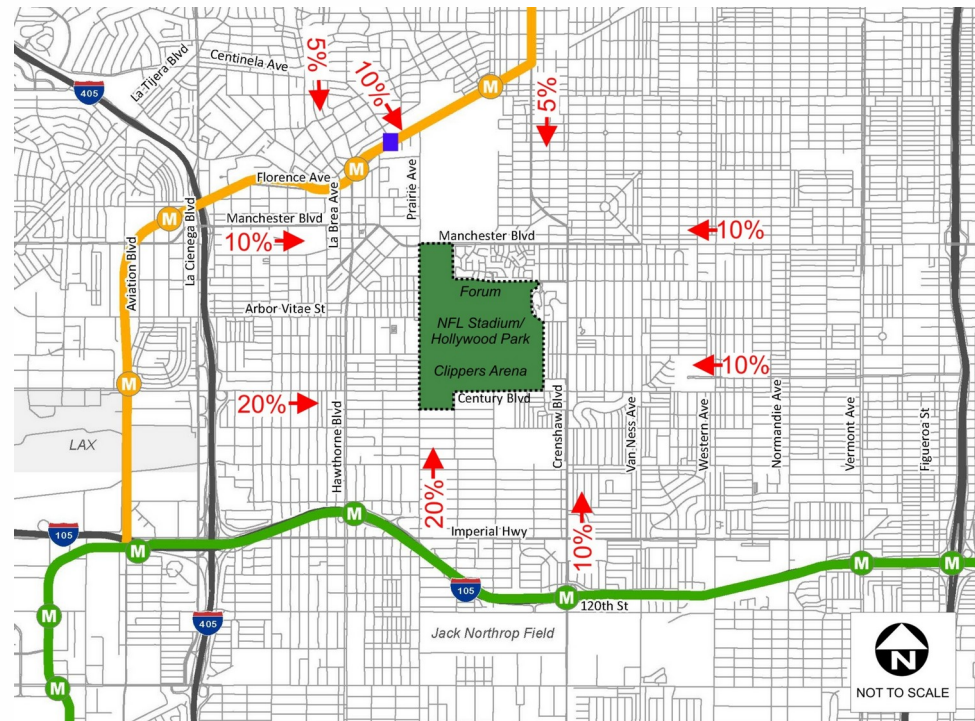 Centinela Ave
La Tijera Blvd
405
5%
10%
5%
M
M
Florence Ave
M
La Cienega Blvd
La Brea Ave
Prairie Ave
Manchester Blvd
10%
Manchester Blvd
10%
Aviation Blvd
Arbor Vitae St
Forum
NFL Stadium/
Hollywood Park
Clippers Arena
10%
M
20%
Century Blvd
LAX
Hawthorne Blvd
Crenshaw Blvd
Van Ness Ave
Western Ave
Normandie Ave
Vermont Ave
Figueroa St
20%
10%
M
Imperial Hwy
105
M
M
M
105
M
120th St
M
405
Jack Northrop Field
M
N
NOT TO SCALE